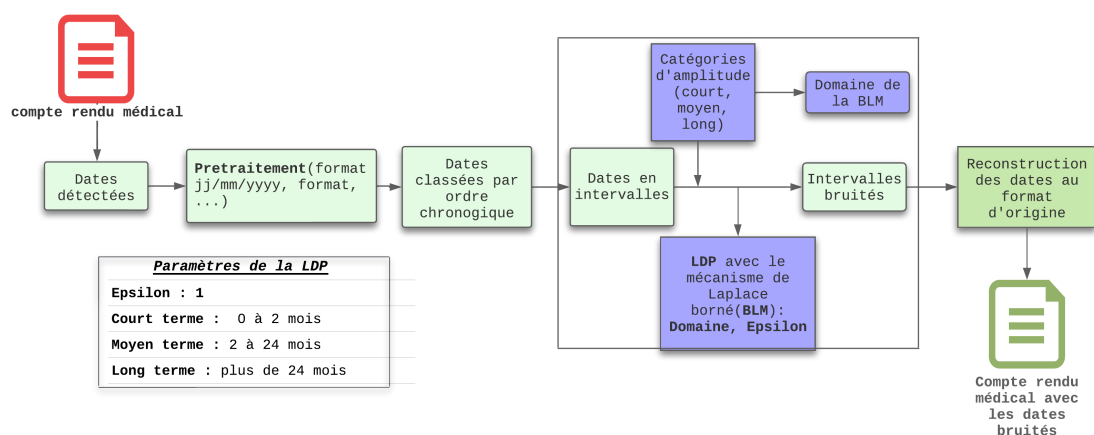 compte rendu médical
Dates
détectées
Pretraitement(format
jj/mm/yyyy, format,
...)
Dates
classées par
ordre
chronogique
Dates en
intervalles
Catégories
d'amplitude
(court,
moyen,
long)
Domaine de
la BLM
LDP avec le
mécanisme de
Laplace
borné(BLM):
Domaine, Epsilon
Intervalles
bruités
Reconstruction
des dates au
format
d'origine
Compte rendu
médical avec
les dates
bruités
Paramètres de la LDP
Epsilon : 1
Court terme : 0 à 2 mois
Moyen terme : 2 à 24 mois
Long terme : plus de 24 mois